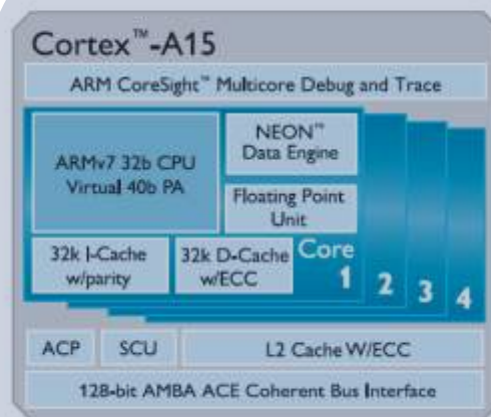 Cortex™-A15
ARM CoreSight™ Multicore Debug and Trace
ARMv7 32b CPU
Virtual 40b PA
NEON™
Data Engine
Floating Point
Unit
32k I-Cache
w/parity
32k D-Cache
w/ECC
Core
1
2
3
4
ACP
SCU
L2 Cache W/ECC
128-bit AMBA ACE Coherent Bus Interface